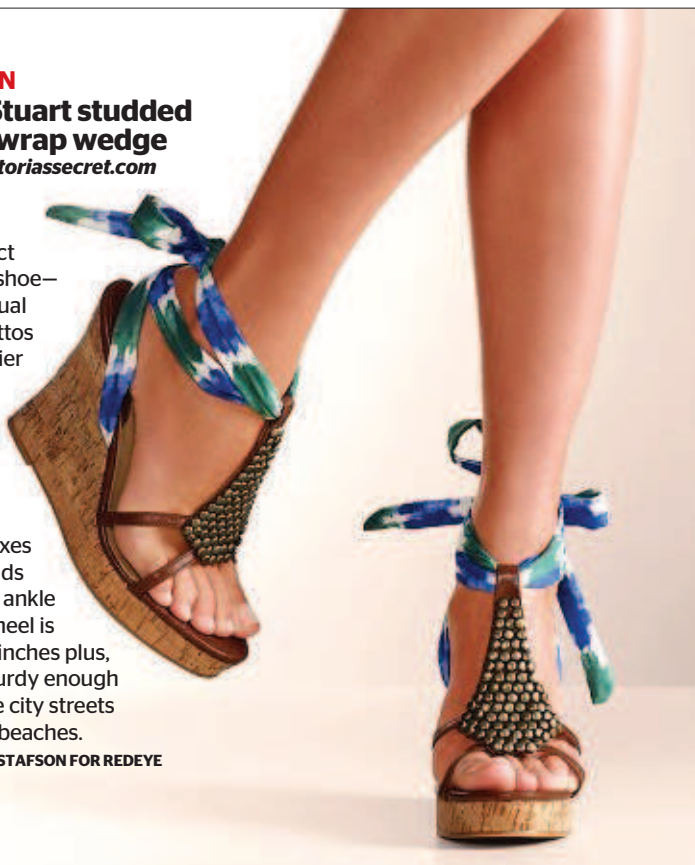 N
Stuart studded
wrap wedge
toriassecret.com
ct
shoe—
ual
ttos
ier
xes
ds
ankle
heel is
inches plus,
urdy enough
e city streets
beaches.
STAFSON FOR REDEYE